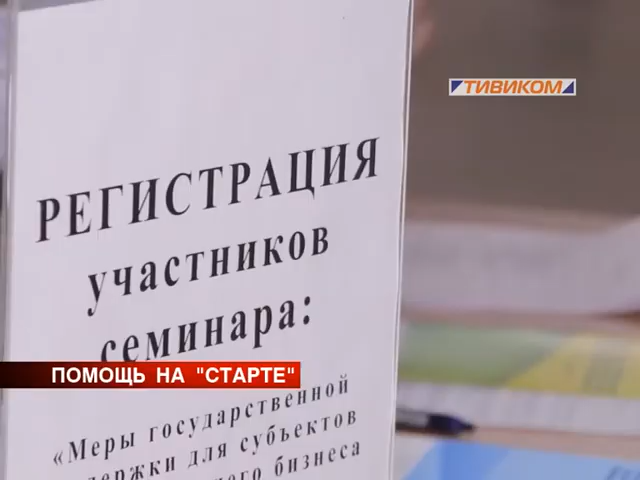 ТИВИКОМ
РЕГИСТРАЦИЯ
участников
семинара:
ПОМОЩЬ НА "СТАРТЕ"
«Меры государственной
для субъектов
бизнеса